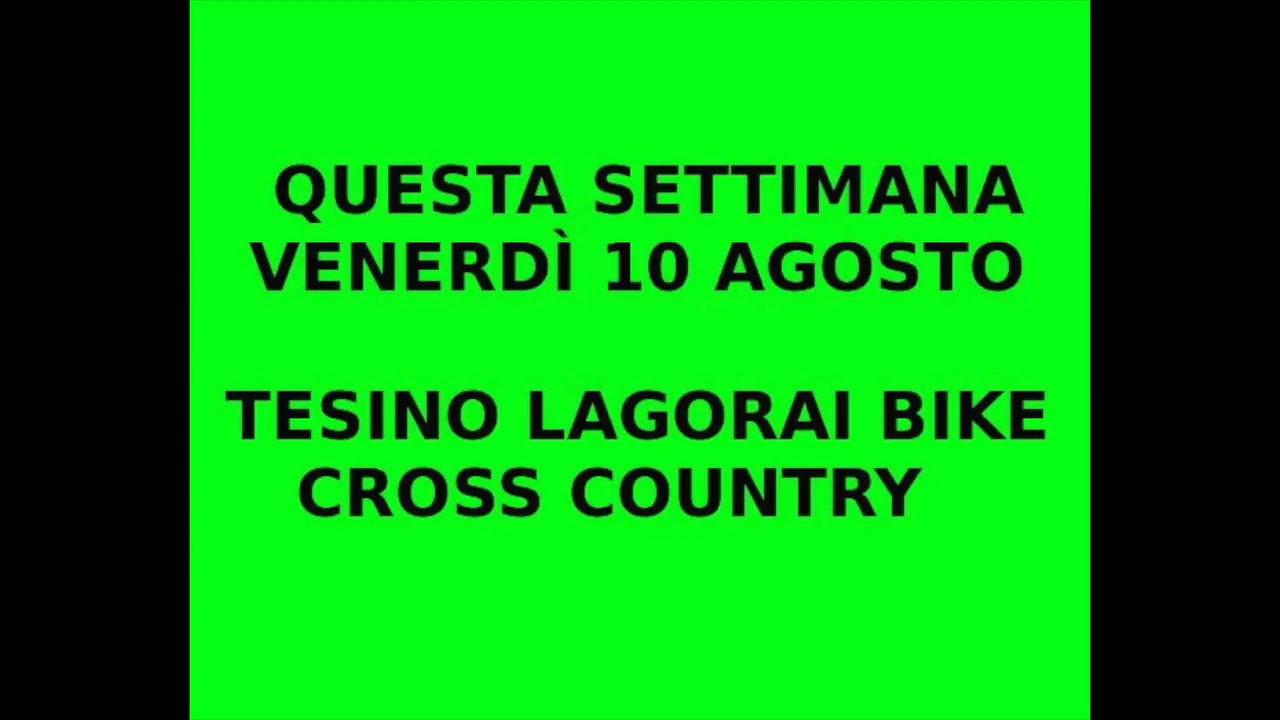 QUESTA SETTIMANA
VENERDÌ 10 AGOSTO
TESINO LAGORAI BIKE
CROSS COUNTRY